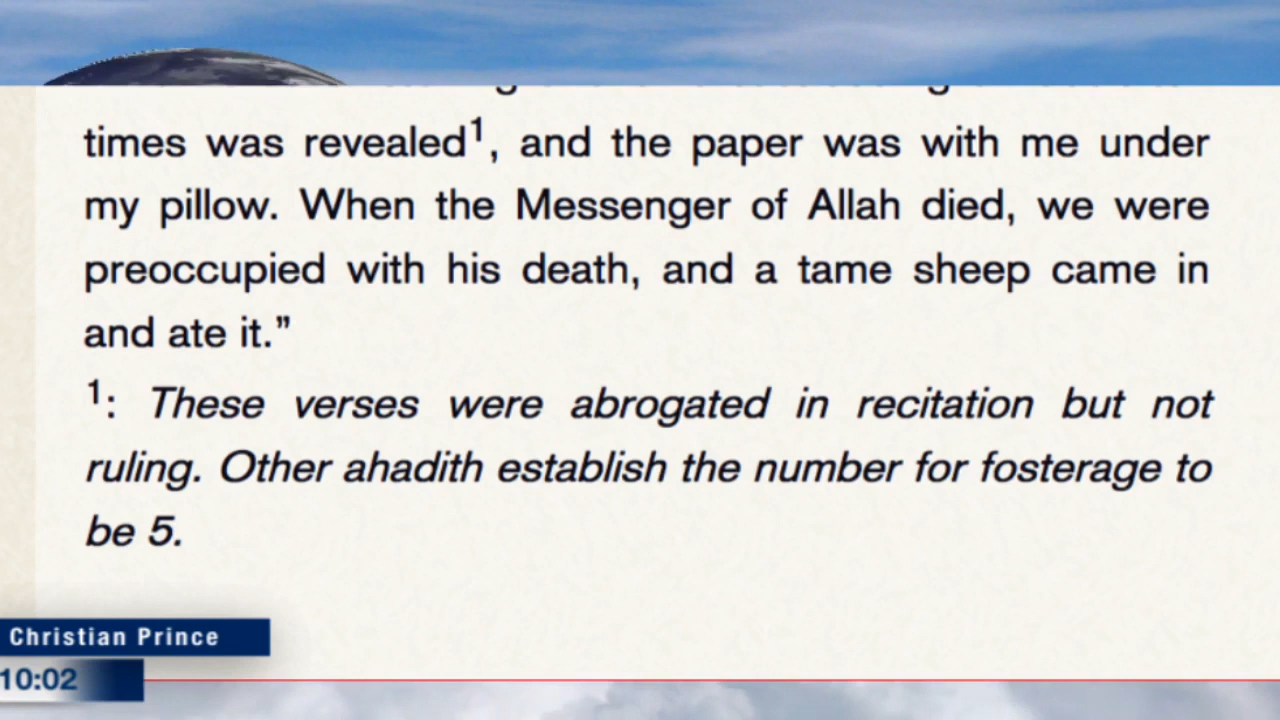 times was revealed¹, and the paper was with me under
my pillow. When the Messenger of Allah died, we were
preoccupied with his death, and a tame sheep came in
and ate it.”
¹: These verses were abrogated in recitation but not
ruling. Other ahadith establish the number for fosterage to
be 5.
Christian Prince
10:02